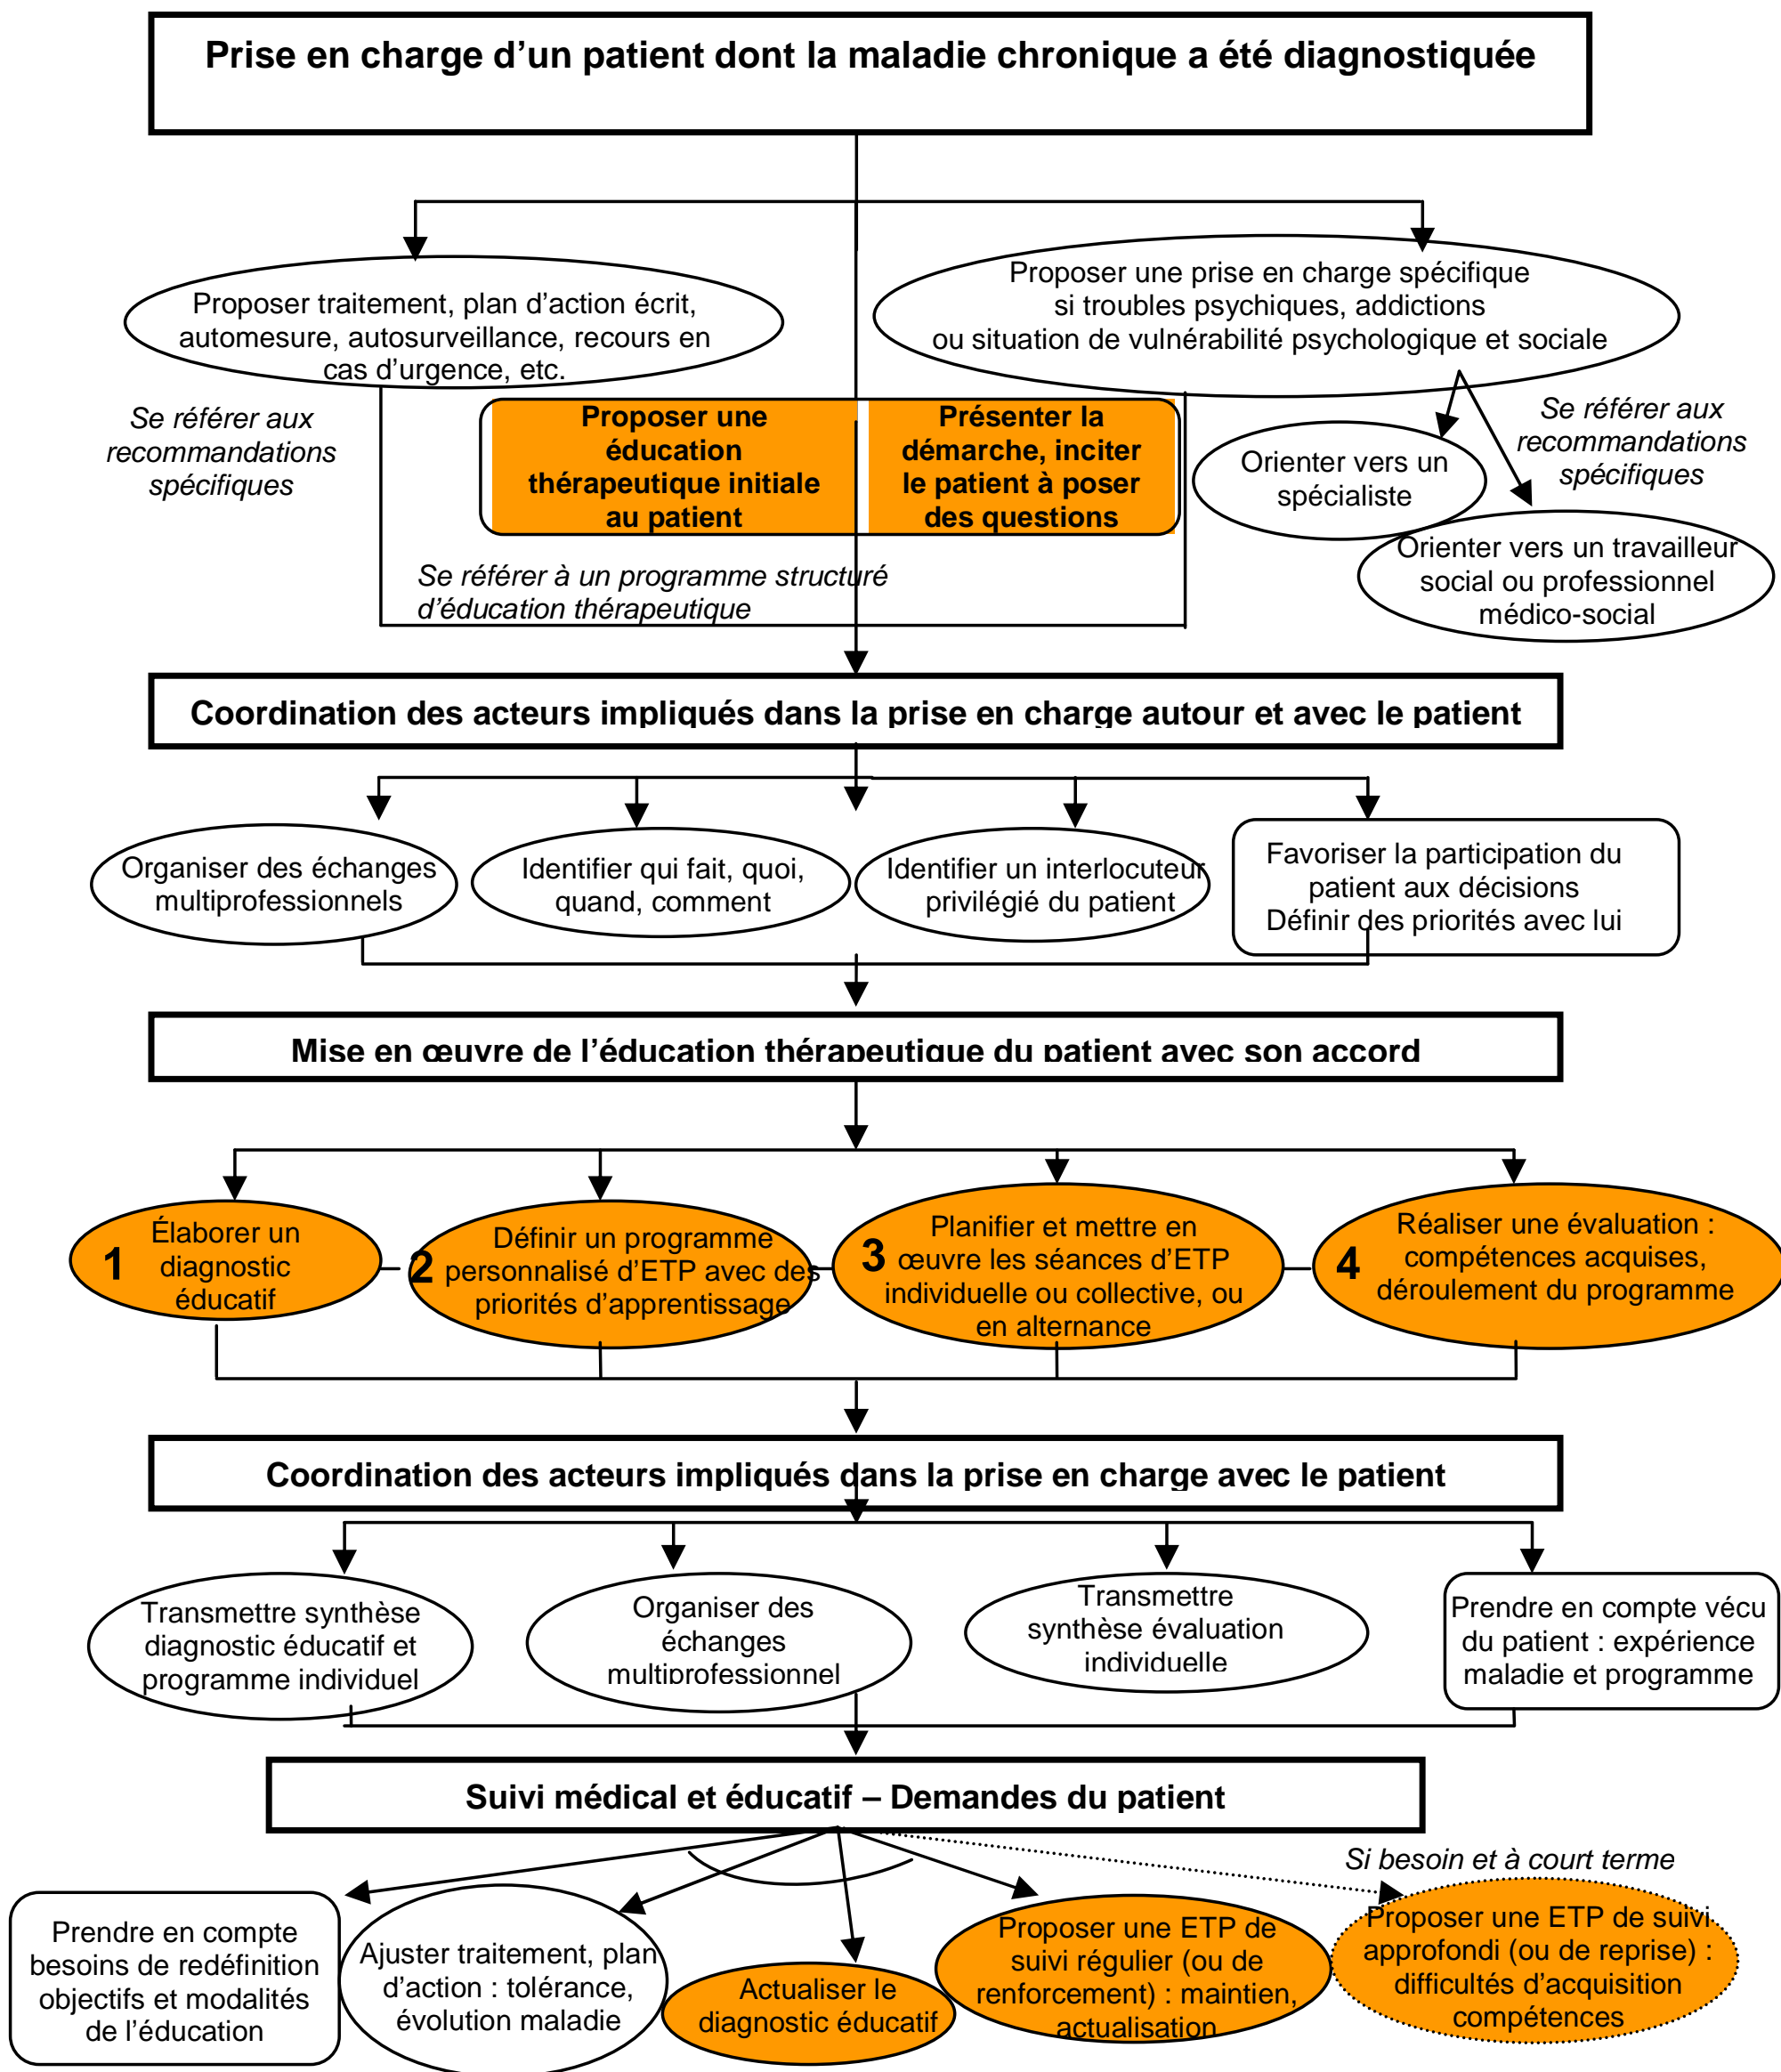 Prise en charge d’un patient dont la maladie chronique a été diagnostiquée
Proposer traitement, plan d’action écrit,
automesure, autosurveillance, recours en
cas d’urgence, etc.
Proposer une prise en charge spécifique
si troubles psychiques, addictions
ou situation de vulnérabilité psychologique et sociale
Se référer aux
recommandations
spécifiques
Proposer une
éducation
thérapeutique initiale
au patient
Présenter la
démarche, inciter
le patient à poser
des questions
Orienter vers un
spécialiste
Se référer aux
recommandations
spécifiques
Orienter vers un travailleur
social ou professionnel
médico-social
Se référer à un programme structuré
d’éducation thérapeutique
Coordination des acteurs impliqués dans la prise en charge autour et avec le patient
Organiser des échanges
multiprofessionnels
Identifier qui fait, quoi,
quand, comment
Identifier un interlocuteur
privilégié du patient
Favoriser la participation du
patient aux décisions
Définir des priorités avec lui
Mise en œuvre de l’éducation thérapeutique du patient avec son accord
1
Élaborer un
diagnostic
éducatif
2
Définir un programme
personnalisé d’ETP avec des
priorités d’apprentissage
3
Planifier et mettre en
œuvre les séances d’ETP
individuelle ou collective, ou
en alternance
4
Réaliser une évaluation :
compétences acquises,
déroulement du programme
Coordination des acteurs impliqués dans la prise en charge avec le patient
Transmettre synthèse
diagnostic éducatif et
programme individuel
Organiser des
échanges
multiprofessionnel
Transmettre
synthèse évaluation
individuelle
Prendre en compte vécu
du patient : expérience
maladie et programme
Suivi médical et éducatif – Demandes du patient
Si besoin et à court terme
Prendre en compte
besoins de redéfinition
objectifs et modalités
de l’éducation
Ajuster traitement, plan
d’action : tolérance,
évolution maladie
Actualiser le
diagnostic éducatif
Proposer une ETP de
suivi régulier (ou de
renforcement) : maintien,
actualisation
Proposer une ETP de suivi
approfondi (ou de reprise) :
difficultés d’acquisition
compétences